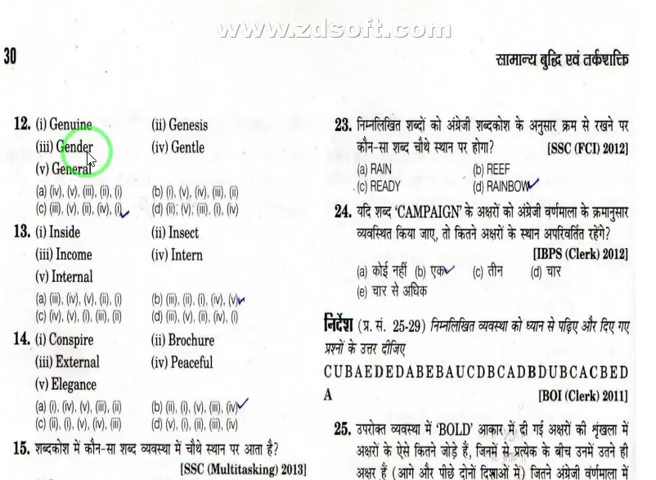 www.zdsoft.com
30
सामान्य बुद्धि एवं तर्कशक्ति
12. (i) Genuine (ii) Genesis
(iii) Gender (iv) Gentle
(v) General
(a) (iv), (v), (iii), (ii), (i)
(b) (i), (v), (iv), (iii), (ii)
(c) (iii), (v), (ii), (iv), (i)
(d) (ii), (v), (iii), (i), (iv)
13. (i) Inside (ii) Insect
(iii) Income (iv) Intern
(v) Internal
(a) (iii), (iv), (v), (ii), (i)
(b) (iii), (ii), (i), (iv), (v)
(c) (iv), (v), (i), (iii), (ii)
(d) (iii), (v), (ii), (iv), (i)
14. (i) Conspire (ii) Brochure
(iii) External (iv) Peaceful
(v) Elegance
(a) (i), (iv), (v), (iii), (ii)
(b) (ii), (i), (v), (iii), (iv)
(c) (ii), (i), (v), (iv), (iii)
(d) (ii), (iii), (i), (iv), (v)
15. शब्दकोश में कौन-सा शब्द व्यवस्था में चौथे स्थान पर आता है?
[SSC (Multitasking) 2013]
23. निम्नलिखित शब्दों को अंग्रेजी शब्दकोश के अनुसार क्रम से रखने पर
कौन-सा शब्द चौथे स्थान पर होगा? [SSC (FCI) 2012]
(a) RAIN (b) REEF
(c) READY (d) RAINBOW
24. यदि शब्द 'CAMPAIGN' के अक्षरों को अंग्रेजी वर्णमाला के क्रमानुसार
व्यवस्थित किया जाए, तो कितने अक्षरों के स्थान अपरिवर्तित रहेंगे?
[IBPS (Clerk) 2012]
(a) कोई नहीं (b) एक (c) तीन (d) चार
(e) चार से अधिक
निर्देश (प्र. सं. 25-29) निम्नलिखित व्यवस्था को ध्यान से पढ़िए और दिए गए
प्रश्नों के उत्तर दीजिए
CUBAEDEDABEBAUCDBCADBDUBCACBED
A [BOI (Clerk) 2011]
25. उपरोक्त व्यवस्था में 'BOLD' आकार में दी गई अक्षरों की श्रृंखला में
अक्षरों के ऐसे कितने जोड़े हैं, जिनमें से प्रत्येक के बीच उनमें उतने ही
अक्षर हैं (आगे और पीछे दोनों दिशाओं में) जितने अंग्रेजी वर्णमाला में